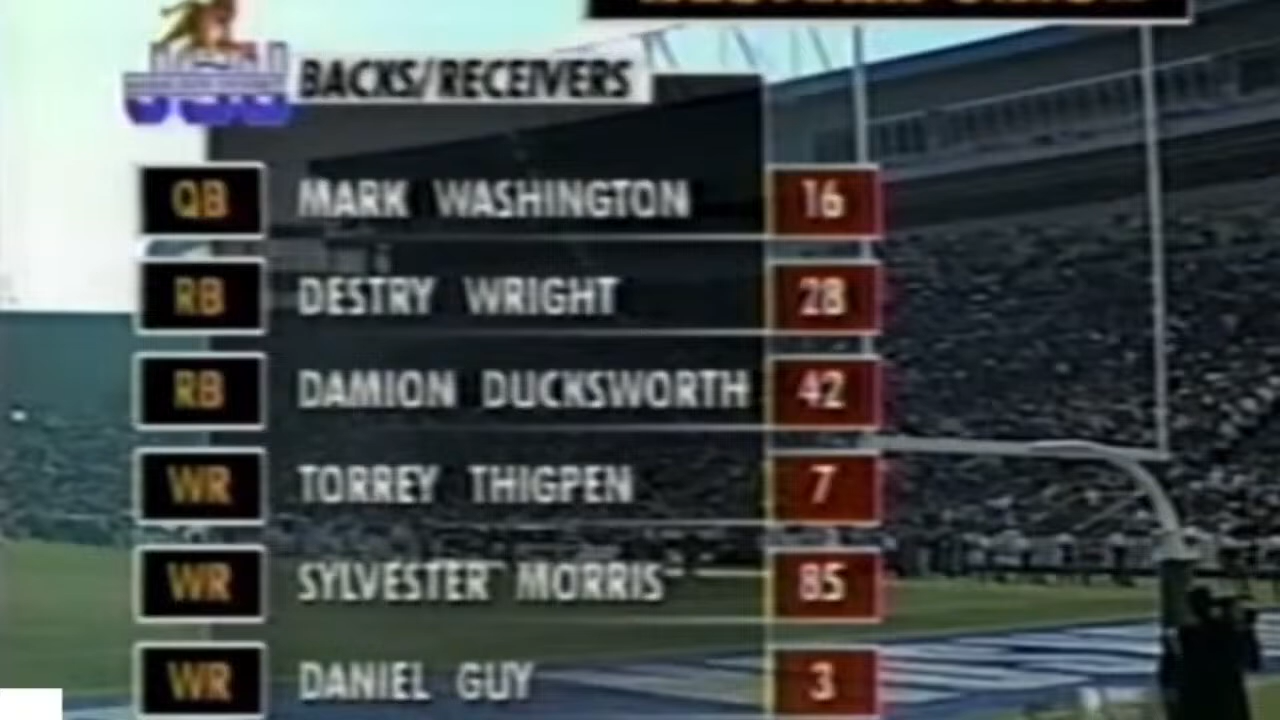 BACKS/RECEIVERS
QB MARK WASHINGTON 16
RB DESTRY WRIGHT 28
RB DAMION DUCKSWORTH 42
WR TORREY THIGPEN 7
WR SYLVESTER MORRIS 85
WR DANIEL GUY 3